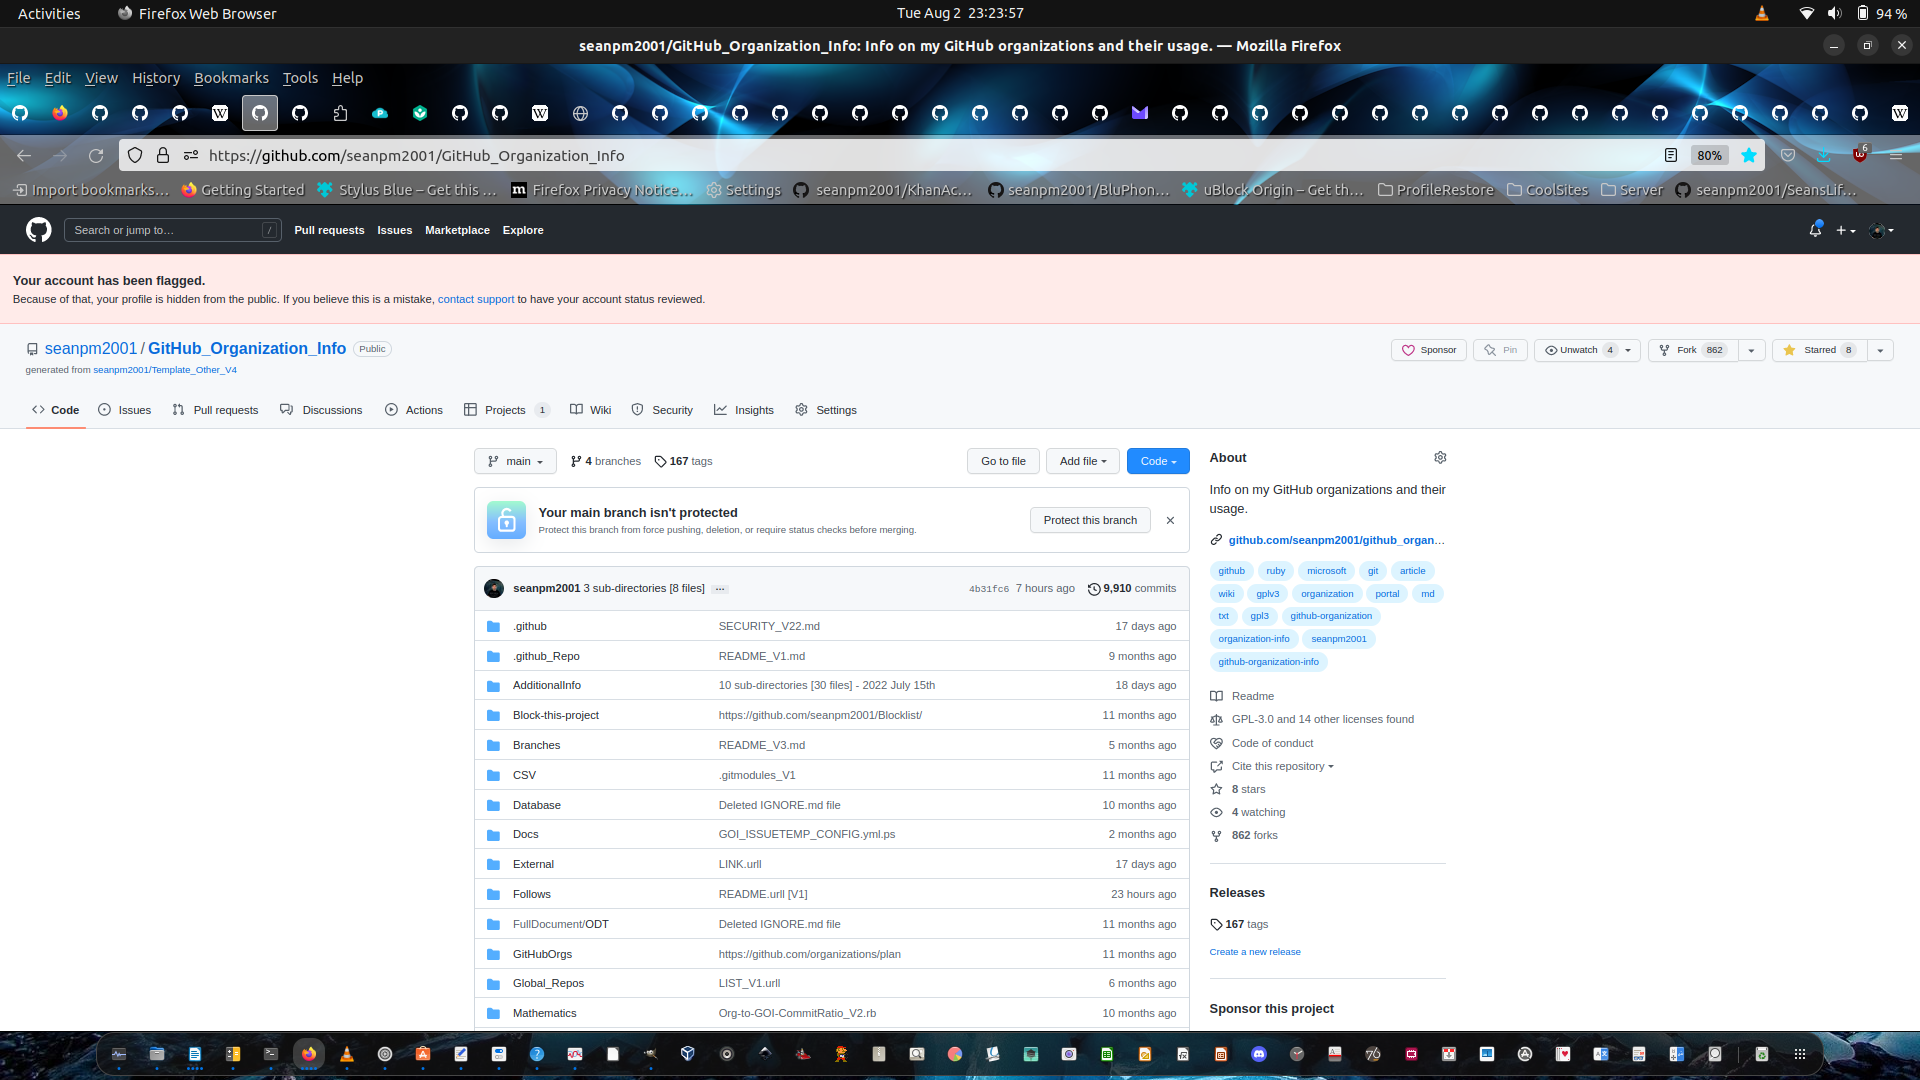 Activities Firefox Web Browser Tue Aug 2 23:23:57 94 %
seanpm2001/GitHub_Organization_Info: Info on my GitHub organizations and their usage. — Mozilla Firefox
File Edit View History Bookmarks Tools Help
https://github.com/seanpm2001/GitHub_Organization_Info 80% 6
Import bookmarks… Getting Started Stylus Blue – Get this … Firefox Privacy Notice… Settings seanpm2001/KhanAc… seanpm2001/BluPhon… uBlock Origin – Get th… ProfileRestore CoolSites Server seanpm2001/SeansLif…
Search or jump to… / Pull requests Issues Marketplace Explore
Your account has been flagged.
Because of that, your profile is hidden from the public. If you believe this is a mistake, contact support to have your account status reviewed.
seanpm2001 / GitHub_Organization_Info Public Sponsor Pin Unwatch 4 Fork 862 Starred 8
generated from seanpm2001/Template_Other_V4
Code Issues Pull requests Discussions Actions Projects 1 Wiki Security Insights Settings
main 4 branches 167 tags Go to file Add file Code
Your main branch isn't protected
Protect this branch from force pushing, deletion, or require status checks before merging.
Protect this branch
seanpm2001 3 sub-directories [8 files] … 4b31fc6 7 hours ago 9,910 commits
.github SECURITY_V22.md 17 days ago
.github_Repo README_V1.md 9 months ago
AdditionalInfo 10 sub-directories [30 files] - 2022 July 15th 18 days ago
Block-this-project https://github.com/seanpm2001/Blocklist/ 11 months ago
Branches README_V3.md 5 months ago
CSV .gitmodules_V1 11 months ago
Database Deleted IGNORE.md file 10 months ago
Docs GOI_ISSUETEMP_CONFIG.yml.ps 2 months ago
External LINK.urll 17 days ago
Follows README.urll [V1] 23 hours ago
FullDocument/ODT Deleted IGNORE.md file 11 months ago
GitHubOrgs https://github.com/organizations/plan 11 months ago
Global_Repos LIST_V1.urll 6 months ago
Mathematics Org-to-GOI-CommitRatio_V2.rb 10 months ago
About
Info on my GitHub organizations and their
usage.
github.com/seanpm2001/github_organ…
github ruby microsoft git article
wiki gplv3 organization portal md
txt gpl3 github-organization
organization-info seanpm2001
github-organization-info
Readme
GPL-3.0 and 14 other licenses found
Code of conduct
Cite this repository
8 stars
4 watching
862 forks
Releases
167 tags
Create a new release
Sponsor this project